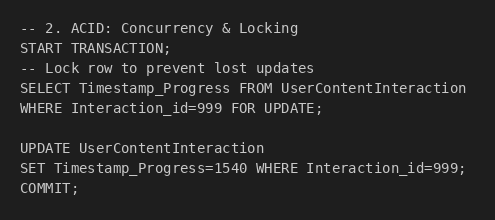 -- 2. ACID: Concurrency & Locking
START TRANSACTION;
-- Lock row to prevent lost updates
SELECT Timestamp_Progress FROM UserContentInteraction
WHERE Interaction_id=999 FOR UPDATE;

UPDATE UserContentInteraction
SET Timestamp_Progress=1540 WHERE Interaction_id=999;
COMMIT;